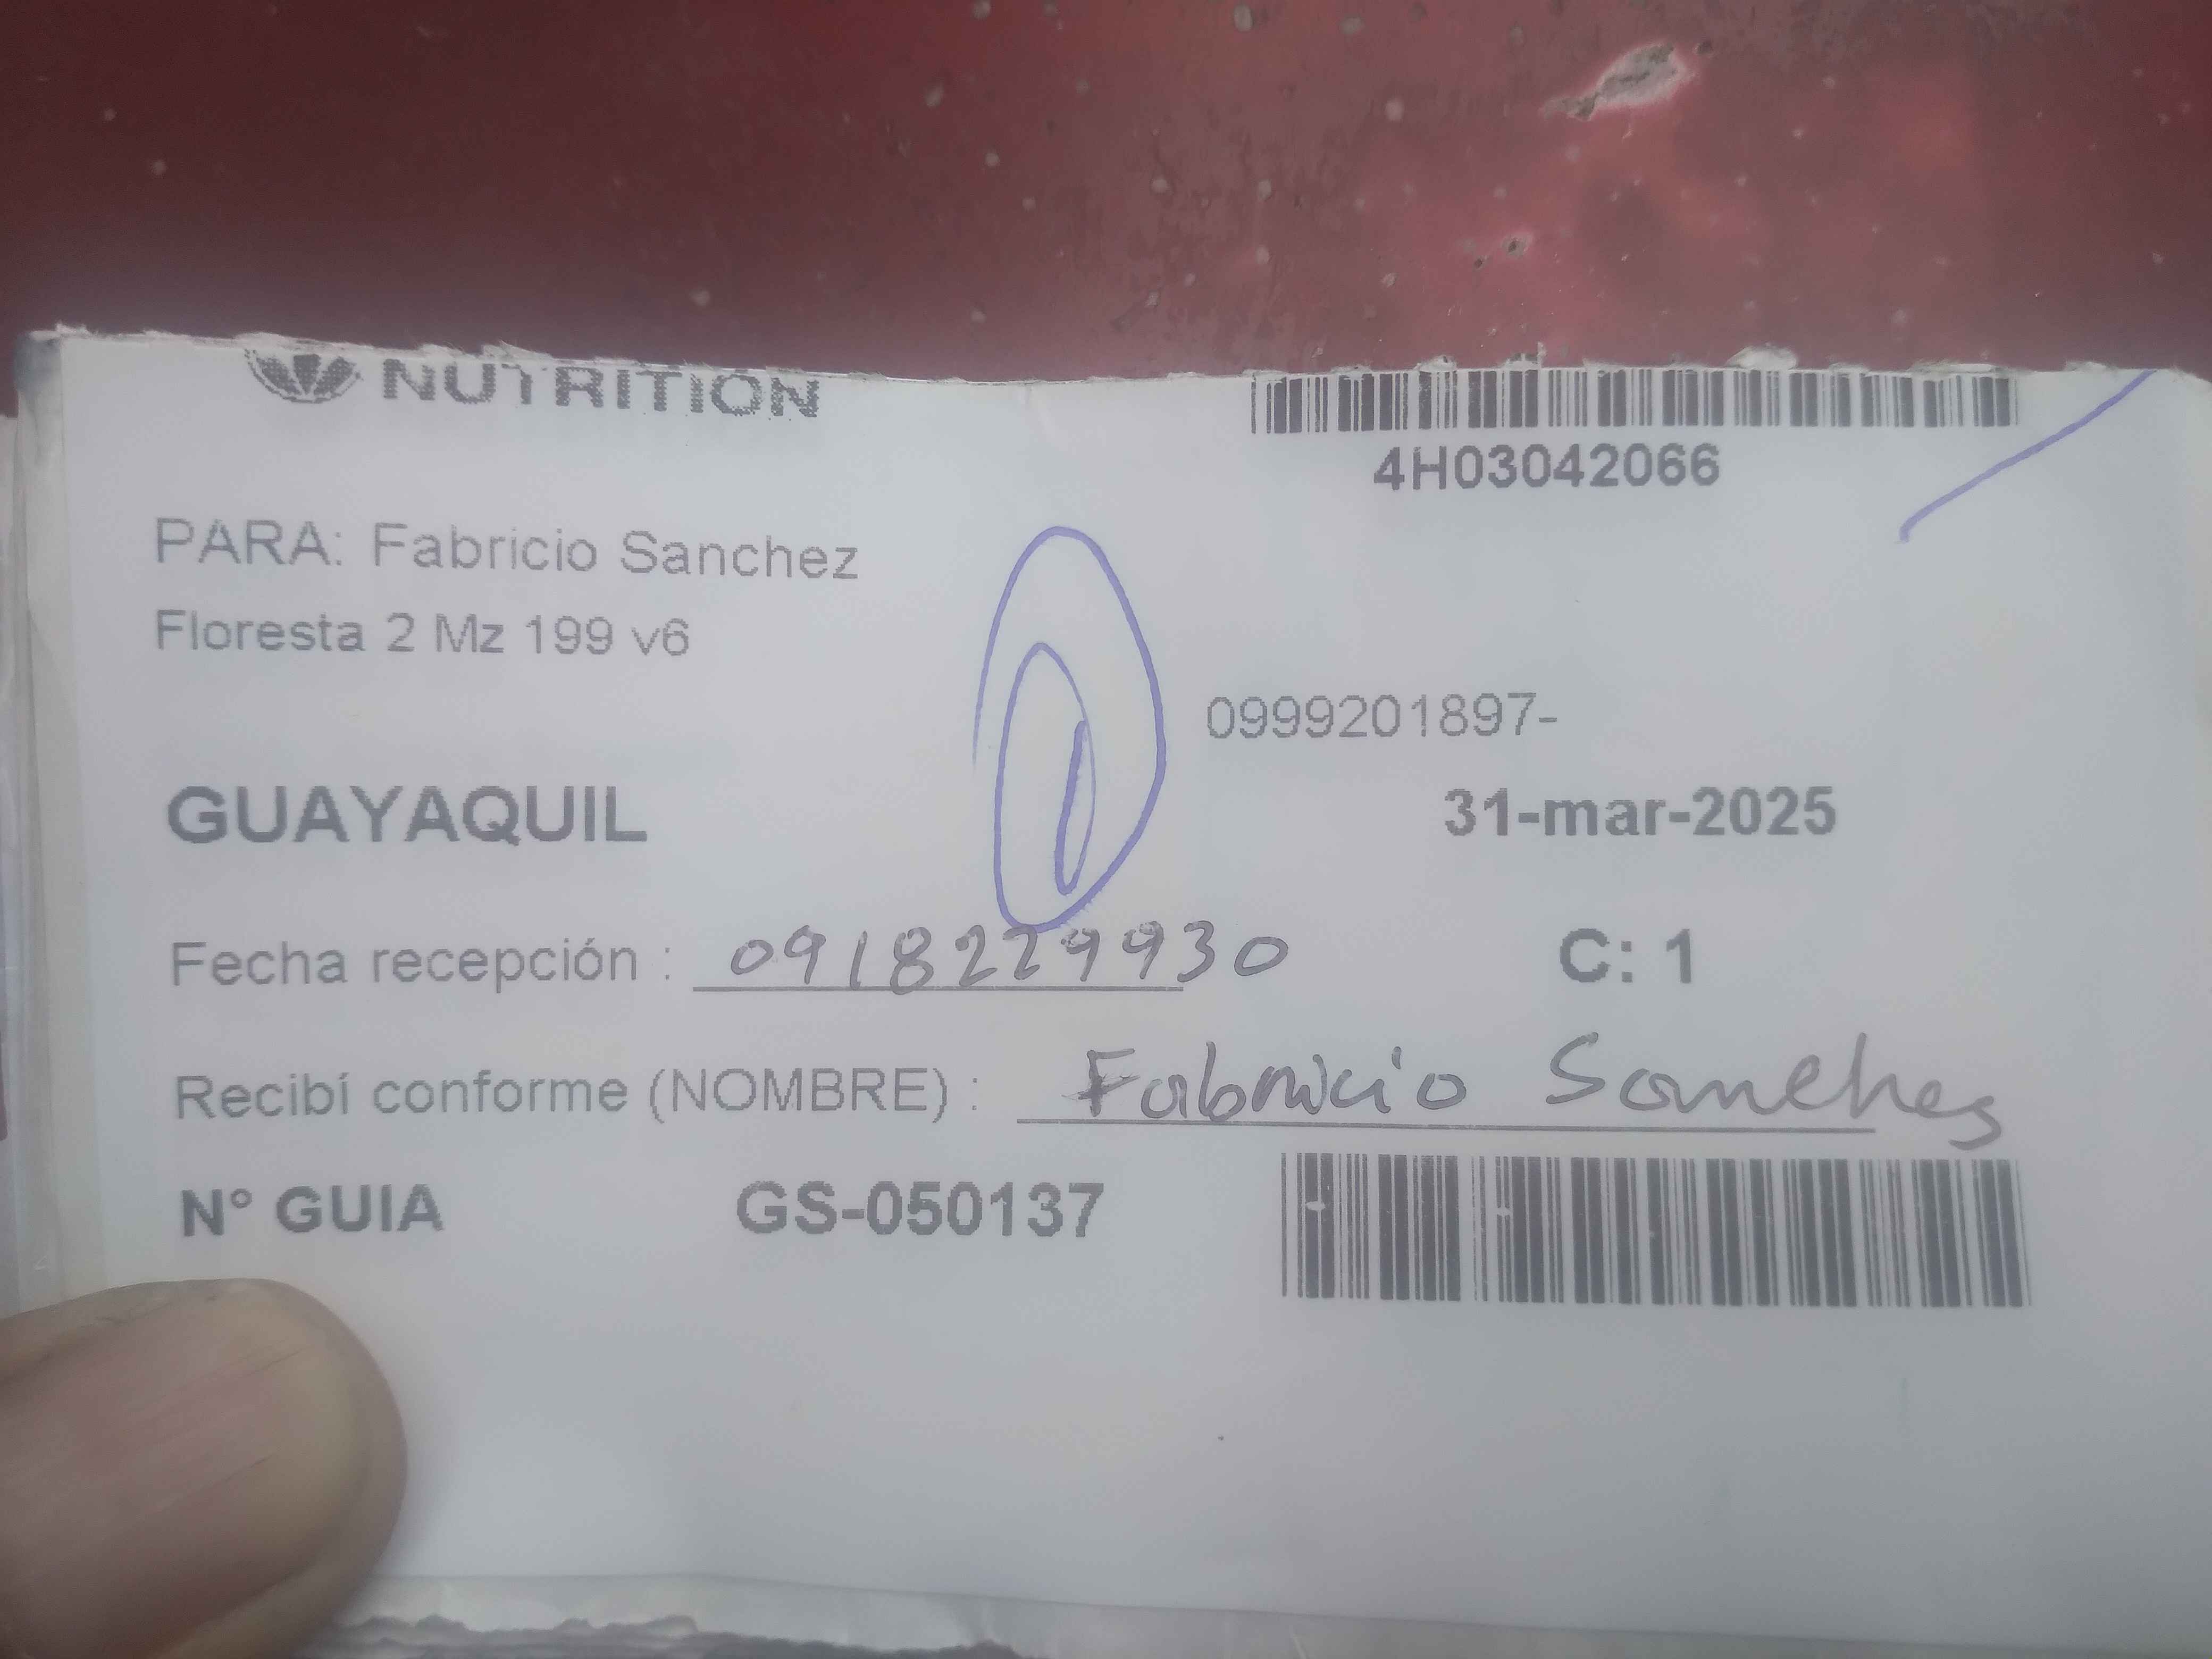 NUTRITION
4H03042066
PARA: Fabricio Sanchez
Floresta 2 Mz 199 v6
0999201897-
GUAYAQUIL
31-mar-2025
Fecha recepción : 0918229930
C: 1
Recibí conforme (NOMBRE) : Fabricio Sanchez
N° GUIA GS-050137